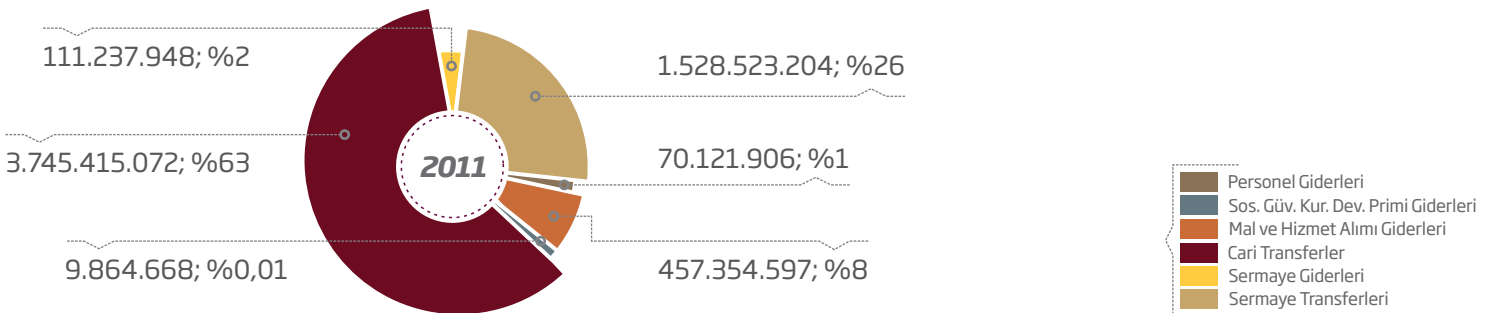 111.237.948; %2
1.528.523.204; %26
3.745.415.072; %63
2011
70.121.906; %1
9.864.668; %0,01
457.354.597; %8
Personel Giderleri
Sos. Güv. Kur. Dev. Primi Giderleri
Mal ve Hizmet Alımı Giderleri
Cari Transferler
Sermaye Giderleri
Sermaye Transferleri